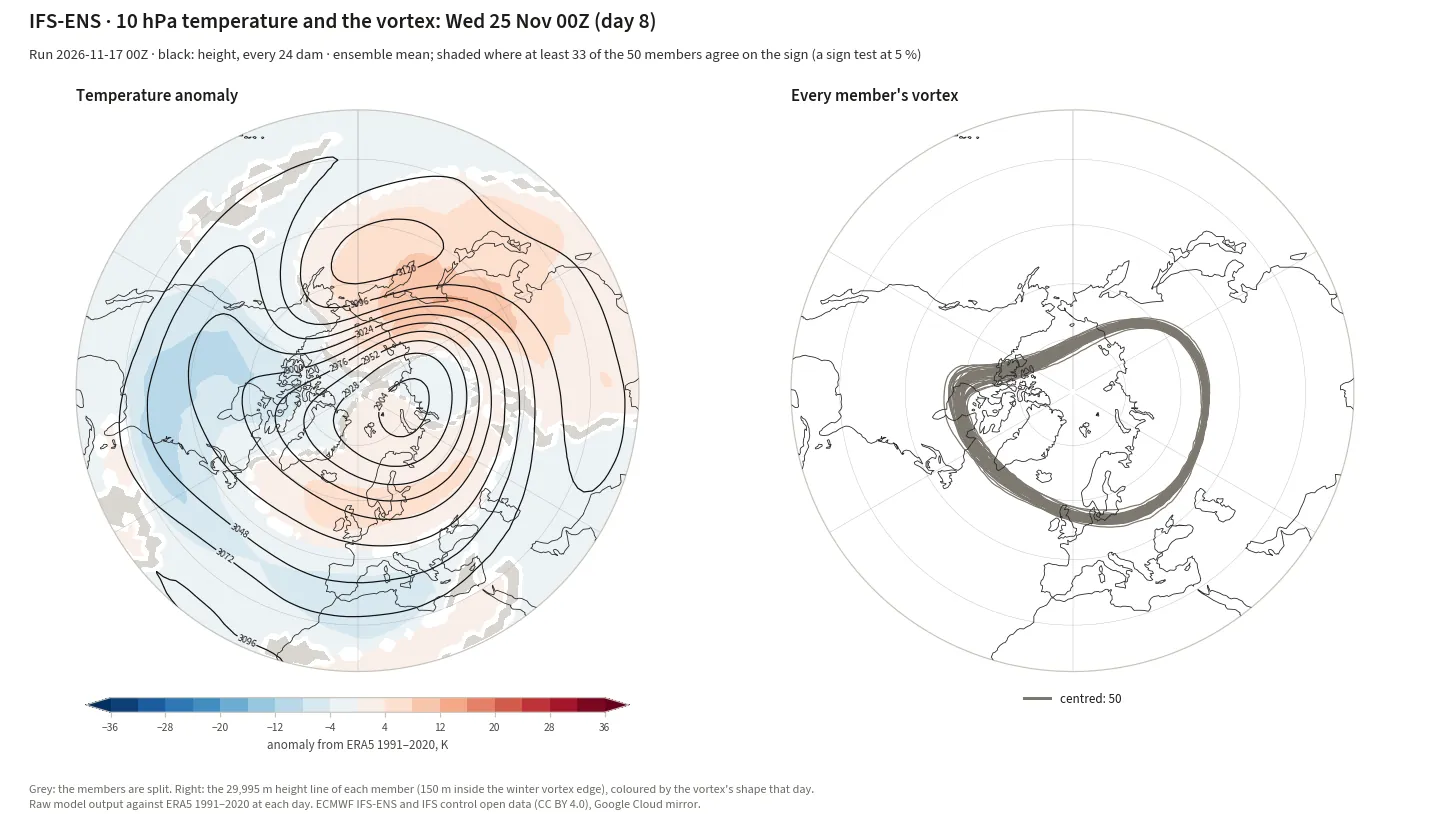 IFS-ENS · 10 hPa temperature and the vortex: Wed 25 Nov 00Z (day 8)
Run 2026-11-17 00Z · black: height, every 24 dam · ensemble mean; shaded where at least 33 of the 50 members agree on the sign (a sign test at 5 %)
Temperature anomaly
Every member's vortex
3120
3096
3024
3000
2976
2952
2928
2904
3048
3072
3096
centred: 50
−36 −28 −20 −12 −4 4 12 20 28 36
anomaly from ERA5 1991–2020, K
Grey: the members are split. Right: the 29,995 m height line of each member (150 m inside the winter vortex edge), coloured by the vortex's shape that day.
Raw model output against ERA5 1991–2020 at each day. ECMWF IFS-ENS and IFS control open data (CC BY 4.0), Google Cloud mirror.